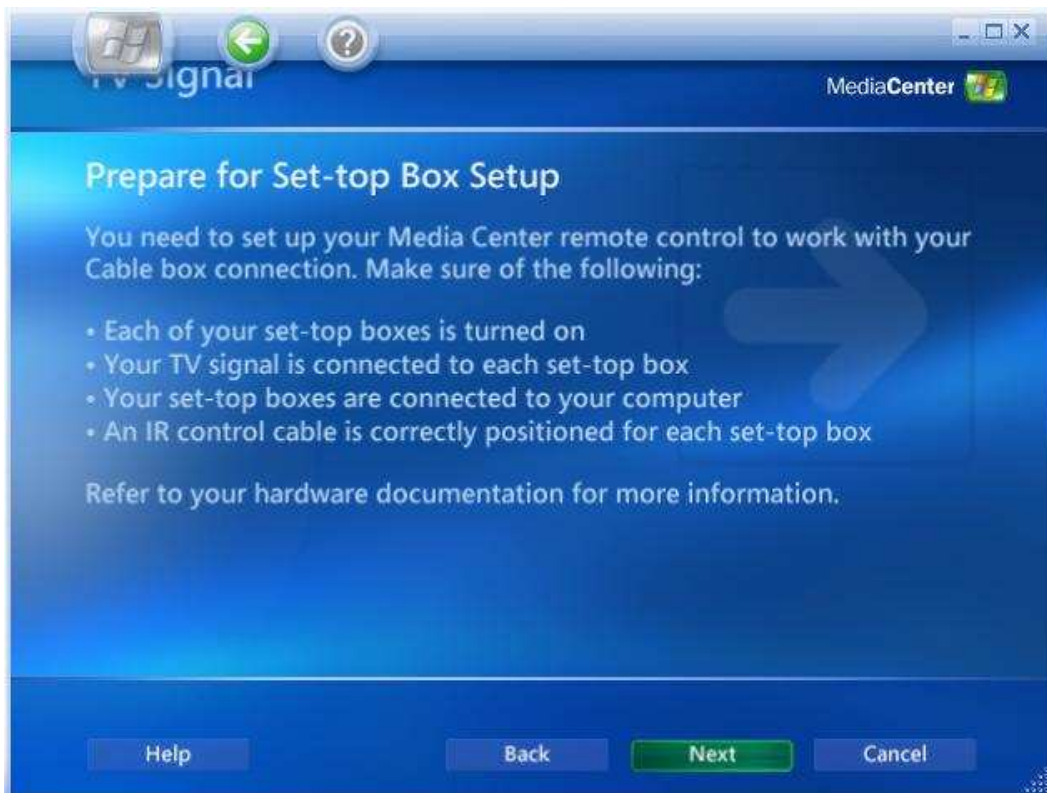 TV Signal
MediaCenter
Prepare for Set-top Box Setup
You need to set up your Media Center remote control to work with your
Cable box connection. Make sure of the following:
• Each of your set-top boxes is turned on
• Your TV signal is connected to each set-top box
• Your set-top boxes are connected to your computer
• An IR control cable is correctly positioned for each set-top box
Refer to your hardware documentation for more information.
Help Back Next Cancel